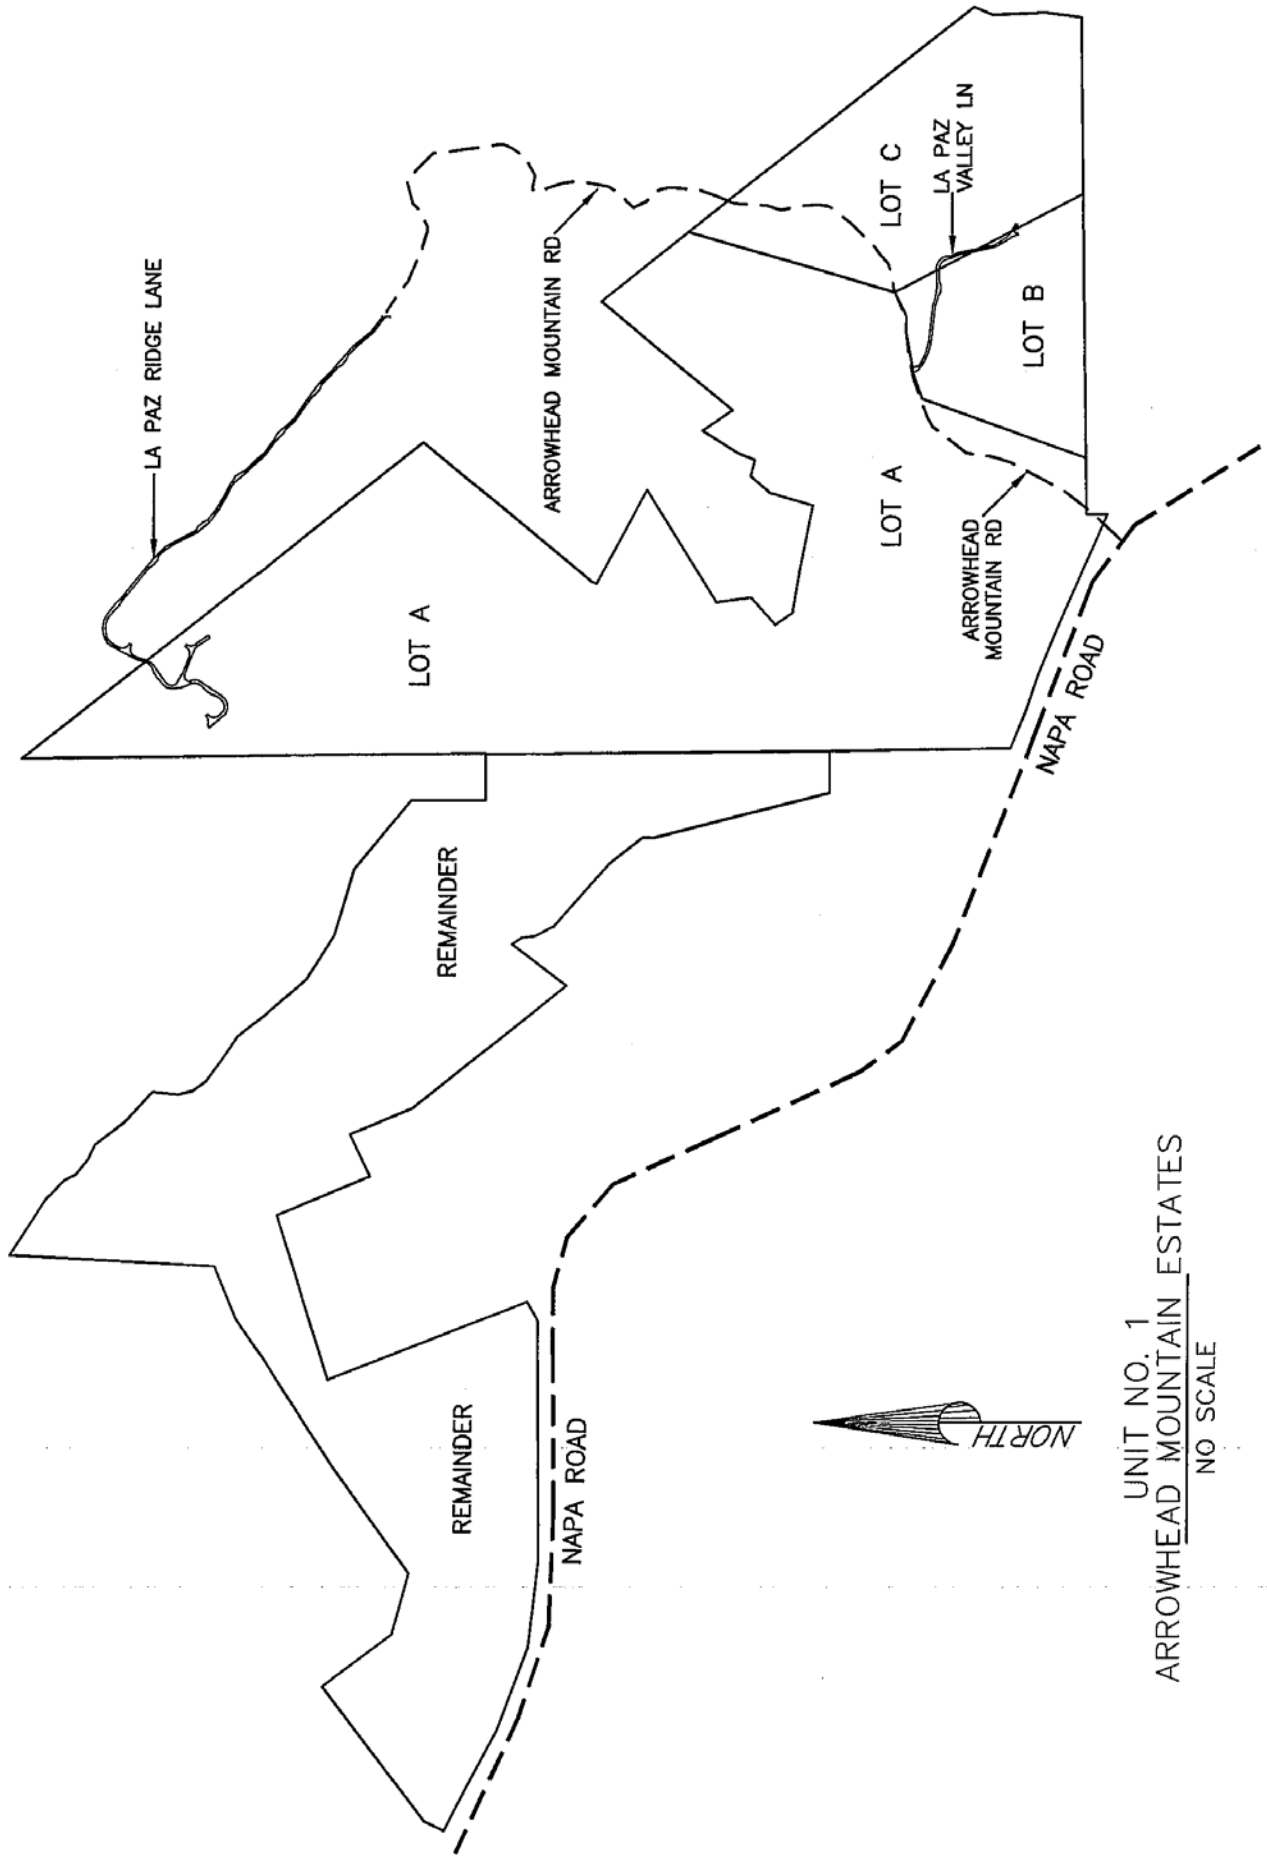 LA PAZ RIDGE LANE
ARROWHEAD MOUNTAIN RD
LOT C
LA PAZ
VALLEY LN
LOT B
LOT A
LOT A
ARROWHEAD
MOUNTAIN RD
NAPA ROAD
REMAINDER
REMAINDER
NAPA ROAD
NORTH
UNIT NO. 1
ARROWHEAD MOUNTAIN ESTATES
NO SCALE